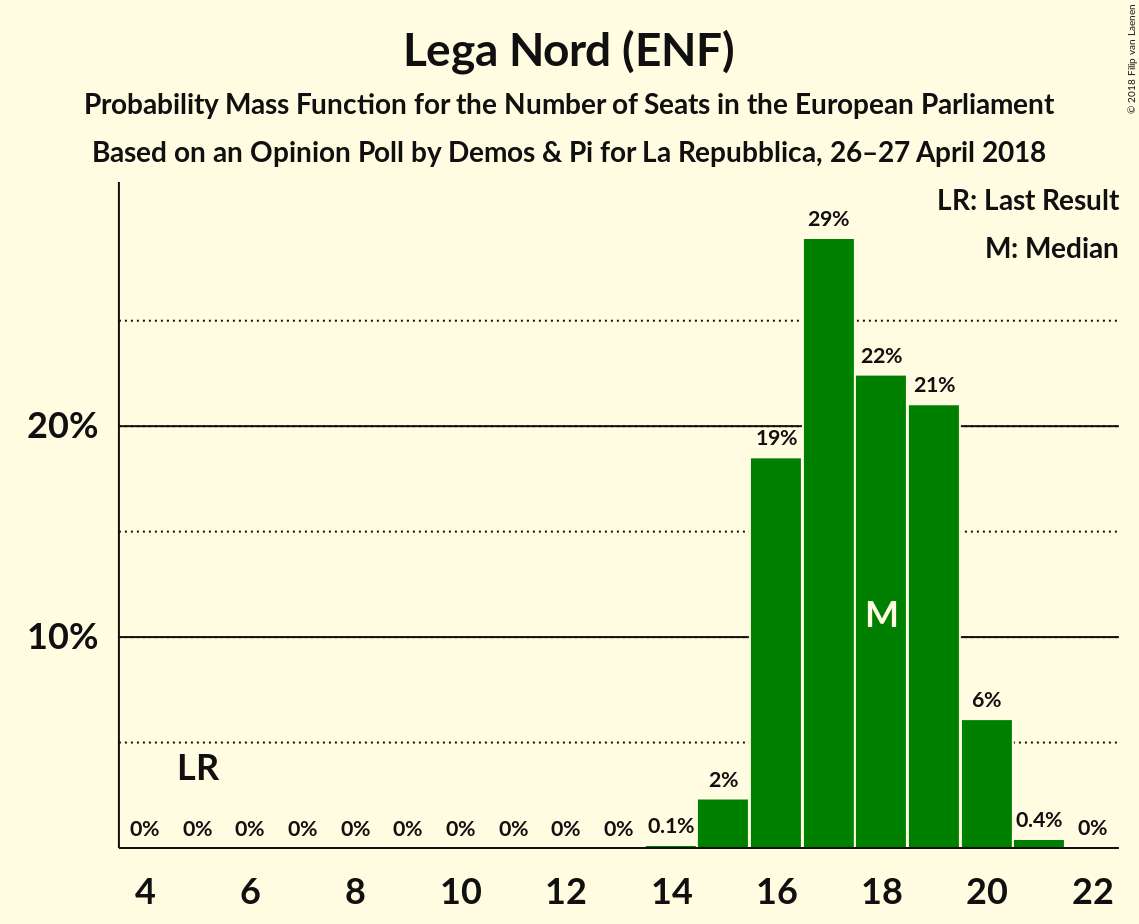 Lega Nord (ENF)
Probability Mass Function for the Number of Seats in the European Parliament
Based on an Opinion Poll by Demos & Pi for La Repubblica, 26–27 April 2018
© 2018 Filip van Laenen
LR: Last Result
M: Median
20%
10%
0% 0% 0% 0% 0% 0% 0% 0% 0% 0% 0.1% 2% 19% 29% 22% 21% 6% 0.4% 0%
LR
M
4 6 8 10 12 14 16 18 20 22